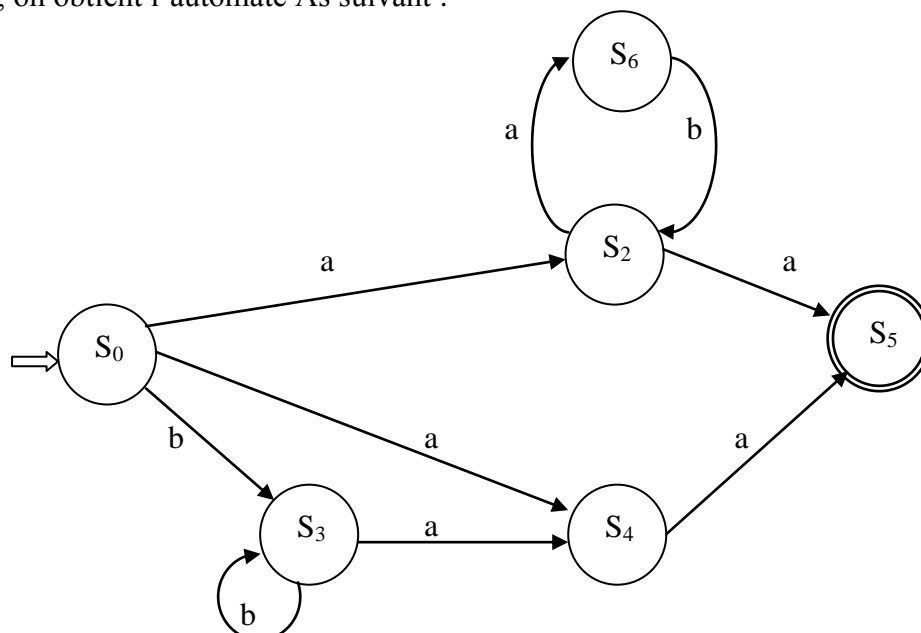 , on obtient l'automate As suivant :
S₆
a
b
S₂
a
a
S₀
S₅
b
a
a
S₃
a
S₄
b